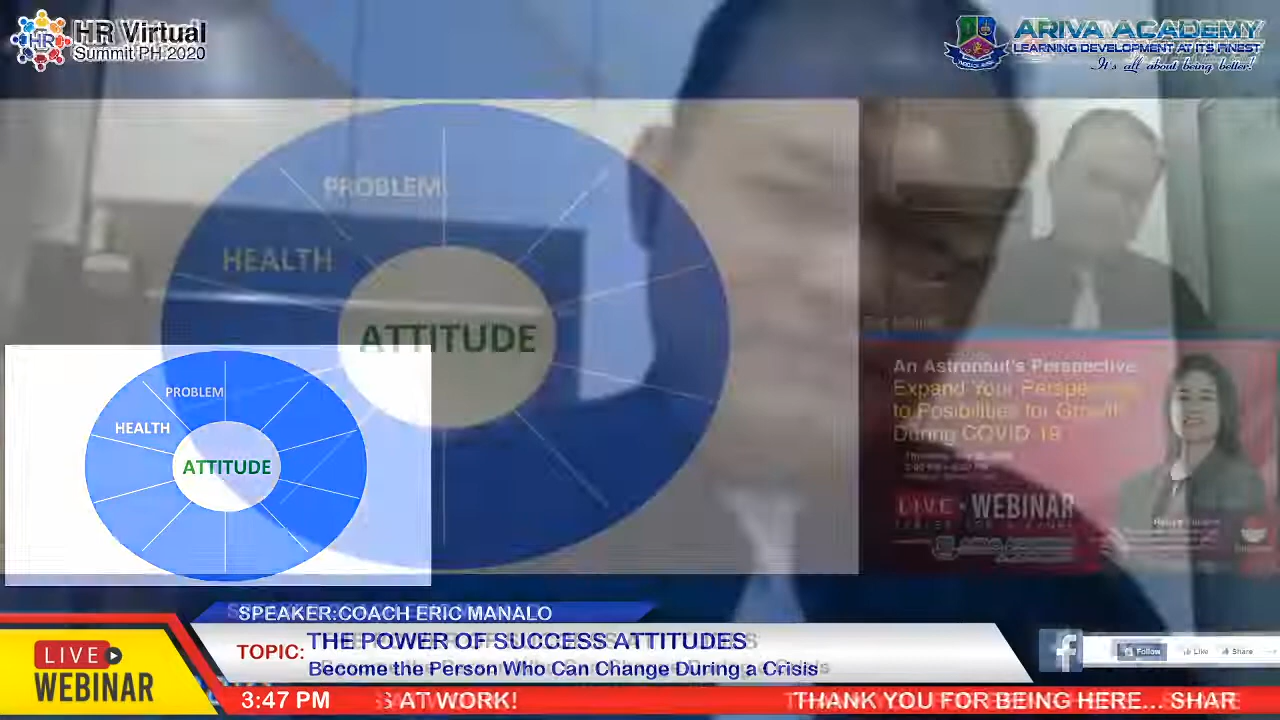 HR Virtual
Summit PH 2020
ARIVA ACADEMY
LEARNING DEVELOPMENT AT ITS FINEST
It's all about being better!
PROBLEM
HEALTH
ATTITUDE
An Astronaut's Perspective
Expand Your
to Posibilities for Growth
During COVID 19
LIVE WEBINAR
PROBLEM
HEALTH
ATTITUDE
SPEAKER:COACH ERIC MANALO
TOPIC: THE POWER OF SUCCESS ATTITUDES
Become the Person Who Can Change During a Crisis
Follow Like Share
LIVE
WEBINAR
3:47 PM S AT WORK! THANK YOU FOR BEING HERE... SHAR